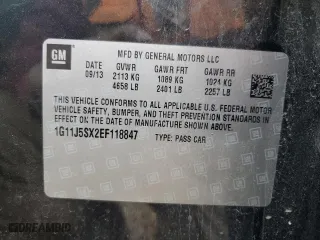 GM
MFD BY GENERAL MOTORS LLC
DATE GVWR GAWR FRT GAWR RR
09/13 2113 KG 1089 KG 1024 KG
4658 LB 2401 LB 2257 LB
THIS VEHICLE CONFORMS TO ALL APPLICABLE U.S. FEDERAL MOTOR
VEHICLE SAFETY, BUMPER, AND THEFT PREVENTION STANDARDS
IN EFFECT ON THE DATE OF MANUFACTURE SHOWN ABOVE.
1G11J5SX2EF118847 TYPE: PASS CAR